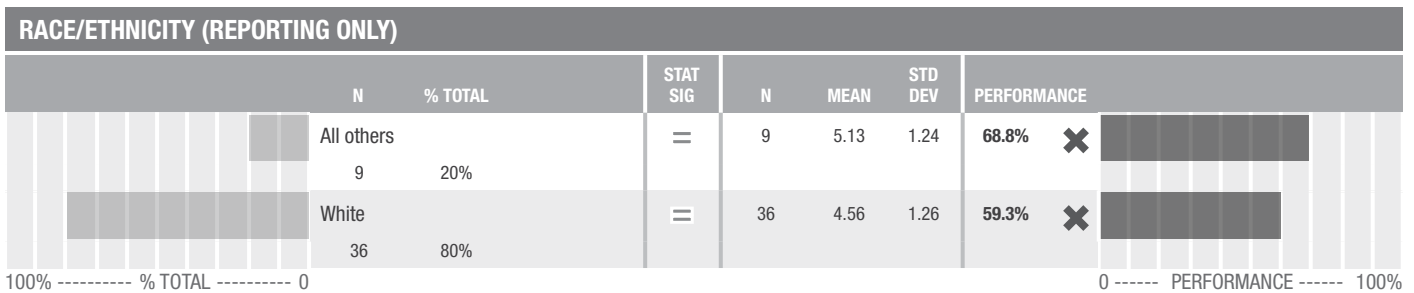 RACE/ETHNICITY (REPORTING ONLY)
N % TOTAL STAT SIG N MEAN STD DEV PERFORMANCE
All others = 9 5.13 1.24 68.8% ✖
9 20%
White = 36 4.56 1.26 59.3% ✖
36 80%
100% ---------- % TOTAL ---------- 0 0 ------ PERFORMANCE ------ 100%